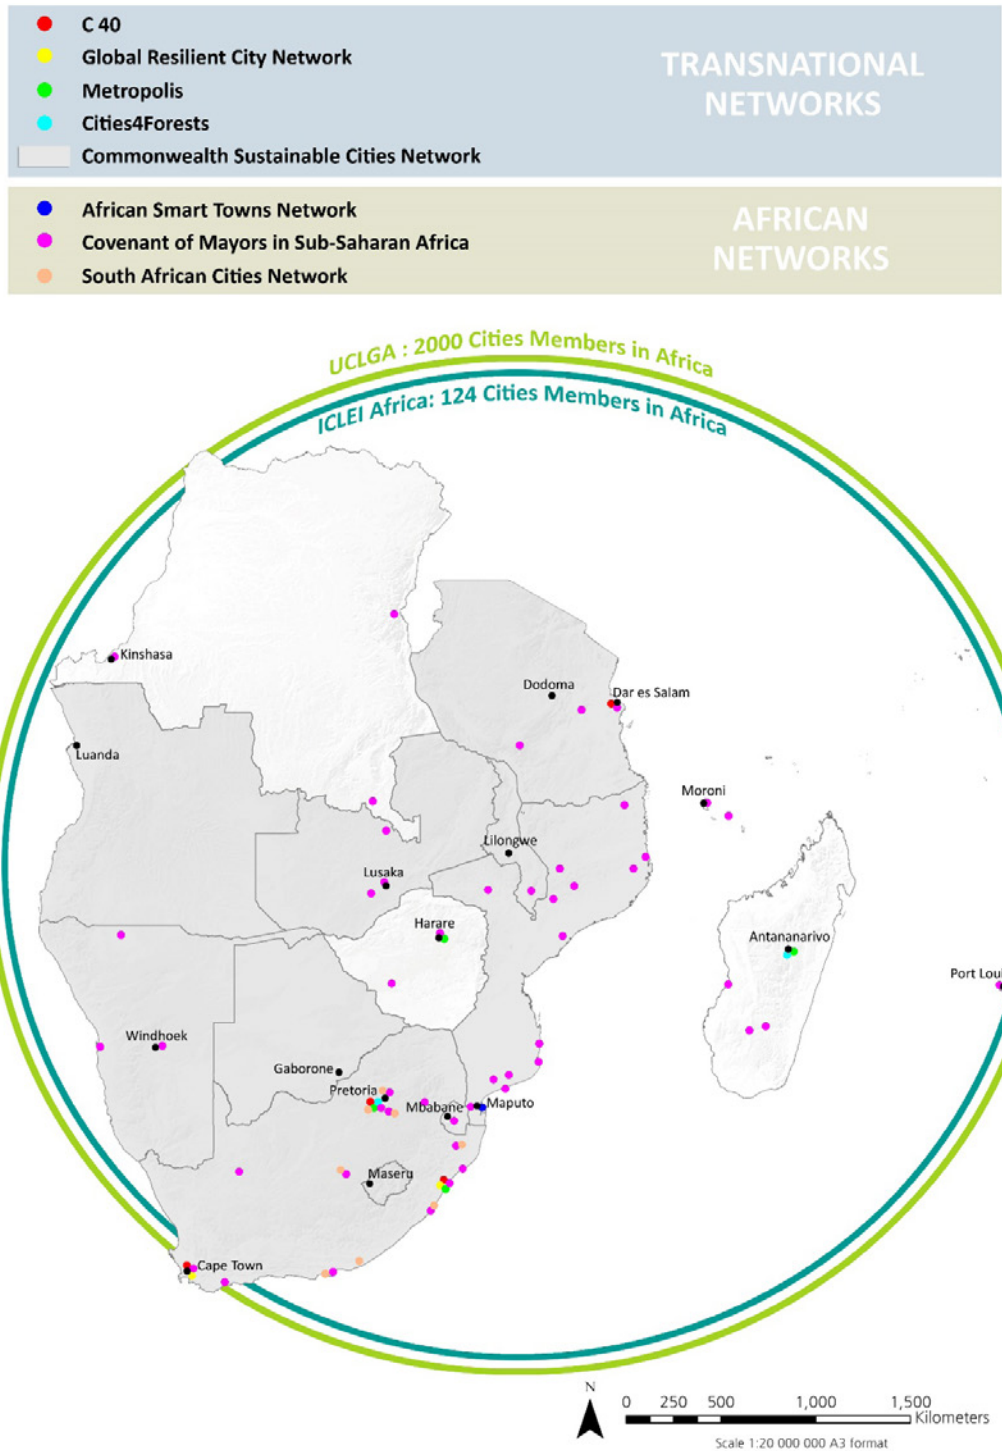 C 40
Global Resilient City Network
Metropolis
Cities4Forests
Commonwealth Sustainable Cities Network
TRANSNATIONAL
NETWORKS
African Smart Towns Network
Covenant of Mayors in Sub-Saharan Africa
South African Cities Network
AFRICAN
NETWORKS
UCLGA : 2000 Cities Members in Africa
ICLEI Africa: 124 Cities Members in Africa
Kinshasa
Dodoma
Dar es Salam
Luanda
Moroni
Lilongwe
Lusaka
Harare
Antananarivo
Port Loui
Windhoek
Gaborone
Pretoria
Mbabane
Maputo
Maseru
Cape Town
N
0 250 500 1,000 1,500
Kilometers
Scale 1:20 000 000 A3 format